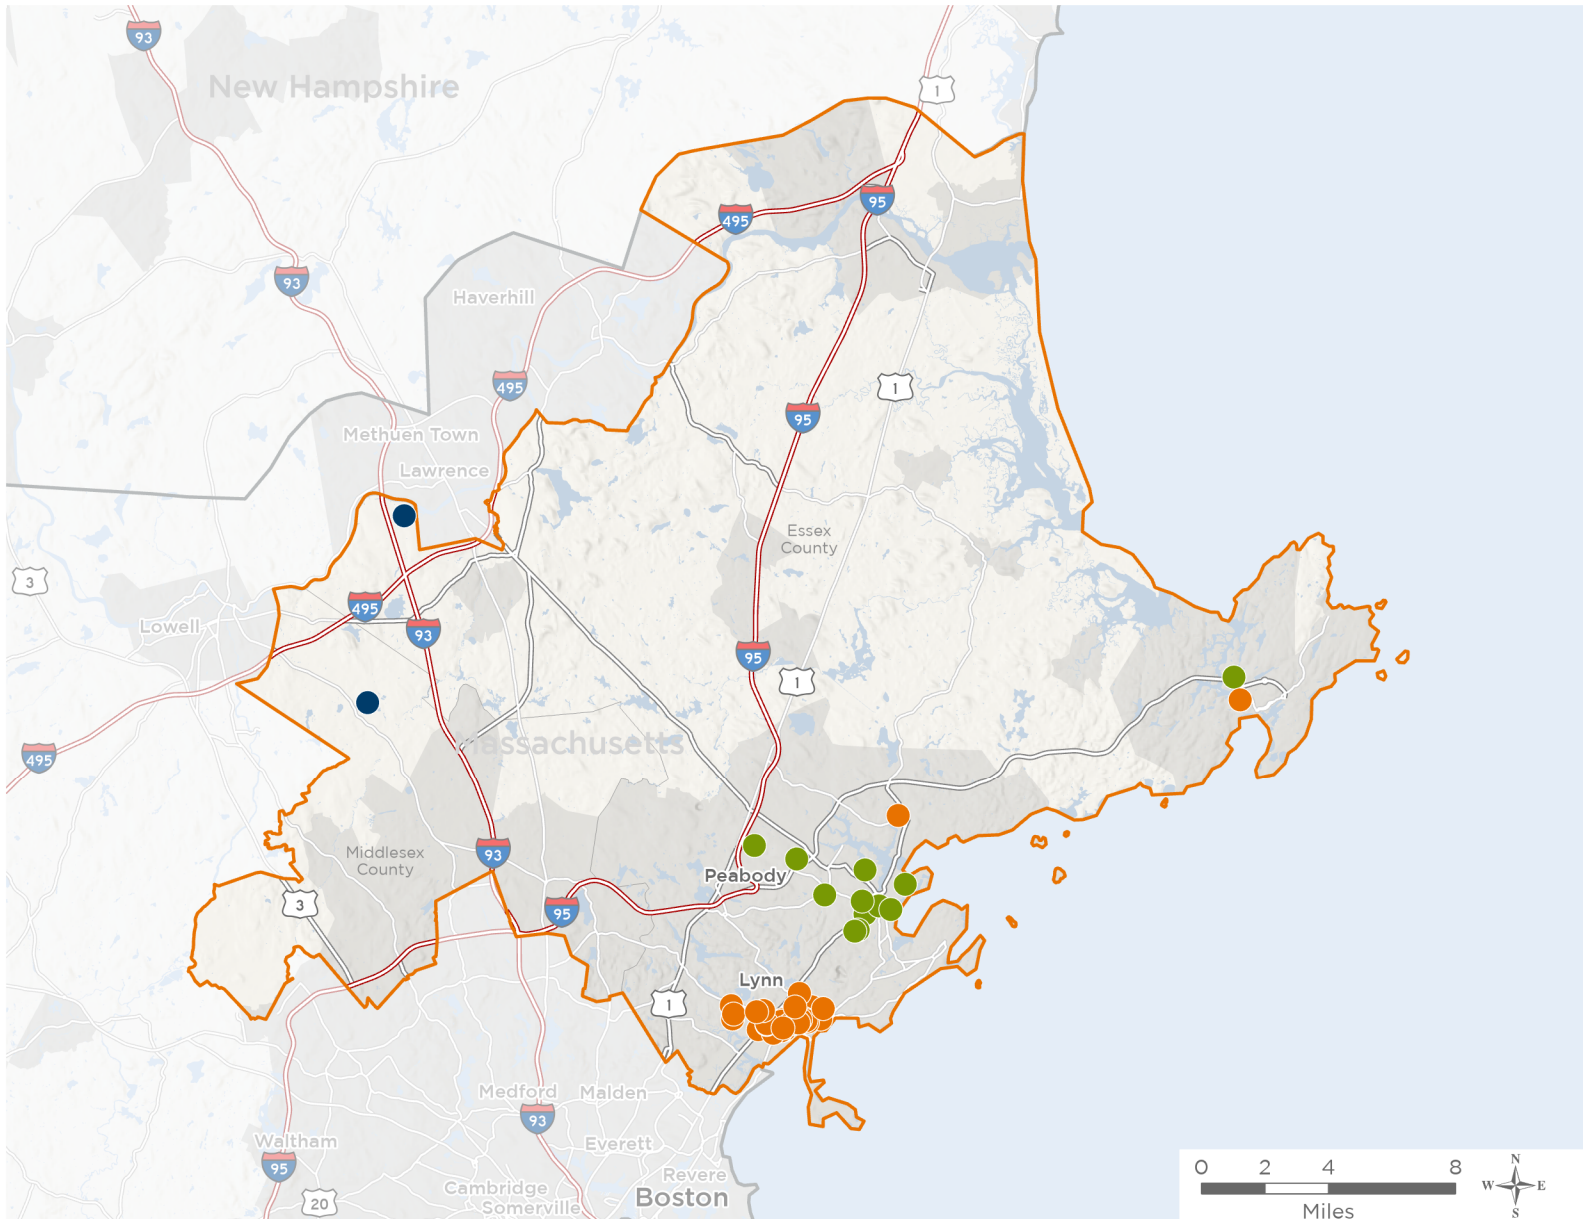 93
New Hampshire
1
495
95
93
Haverhill
495
1
95
Methuen Town
Lawrence
Essex
County
3
495
Lowell
93
95
1
Massachusetts
495
Middlesex
County
93
Peabody
3
95
Lynn
1
Medford
Malden
93
Waltham
Everett
95
Revere
Cambridge
Boston
20
Somerville
0 2 4 8
Miles
N
W E
S